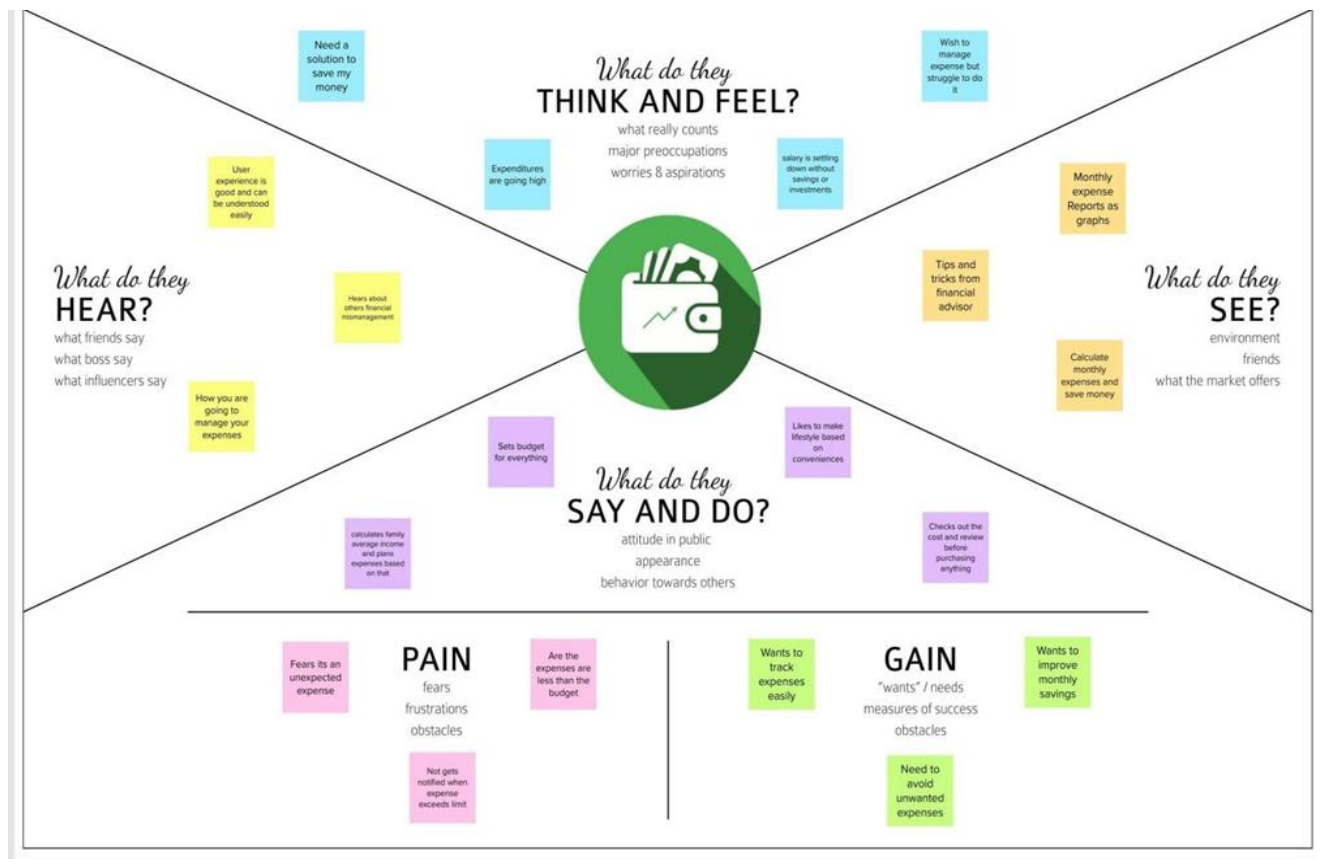 Need a
solution to
save my
money
What do they
THINK AND FEEL?
what really counts
major preoccupations
worries & aspirations
Wish to
manage
expense but
struggle to do
it
Expenditures
are going high
salary is settling
down without
savings or
investments
User
experience is
good and can
be understood
easily
What do they
HEAR?
what friends say
what boss say
what influencers say
Hears about
others financial
mismanagement
How you are
going to
manage your
expenses
Monthly
expense
Reports as
graphs
Tips and
tricks from
financial
advisor
What do they
SEE?
environment
friends
what the market offers
Calculate
monthly
expenses and
save money
Sets budget
for everything
Likes to make
lifestyle based
on
conveniences
What do they
SAY AND DO?
attitude in public
appearance
behavior towards others
calculates family
average income
and plans
expenses based
on that
Checks out the
cost and review
before
purchasing
anything
Fears its an
unexpected
expense
PAIN
fears
frustrations
obstacles
Are the
expenses are
less than the
budget
Not gets
notified when
expense
exceeds limit
Wants to
track
expenses
easily
GAIN
"wants" / needs
measures of success
obstacles
Wants to
improve
monthly
savings
Need to
avoid
unwanted
expenses